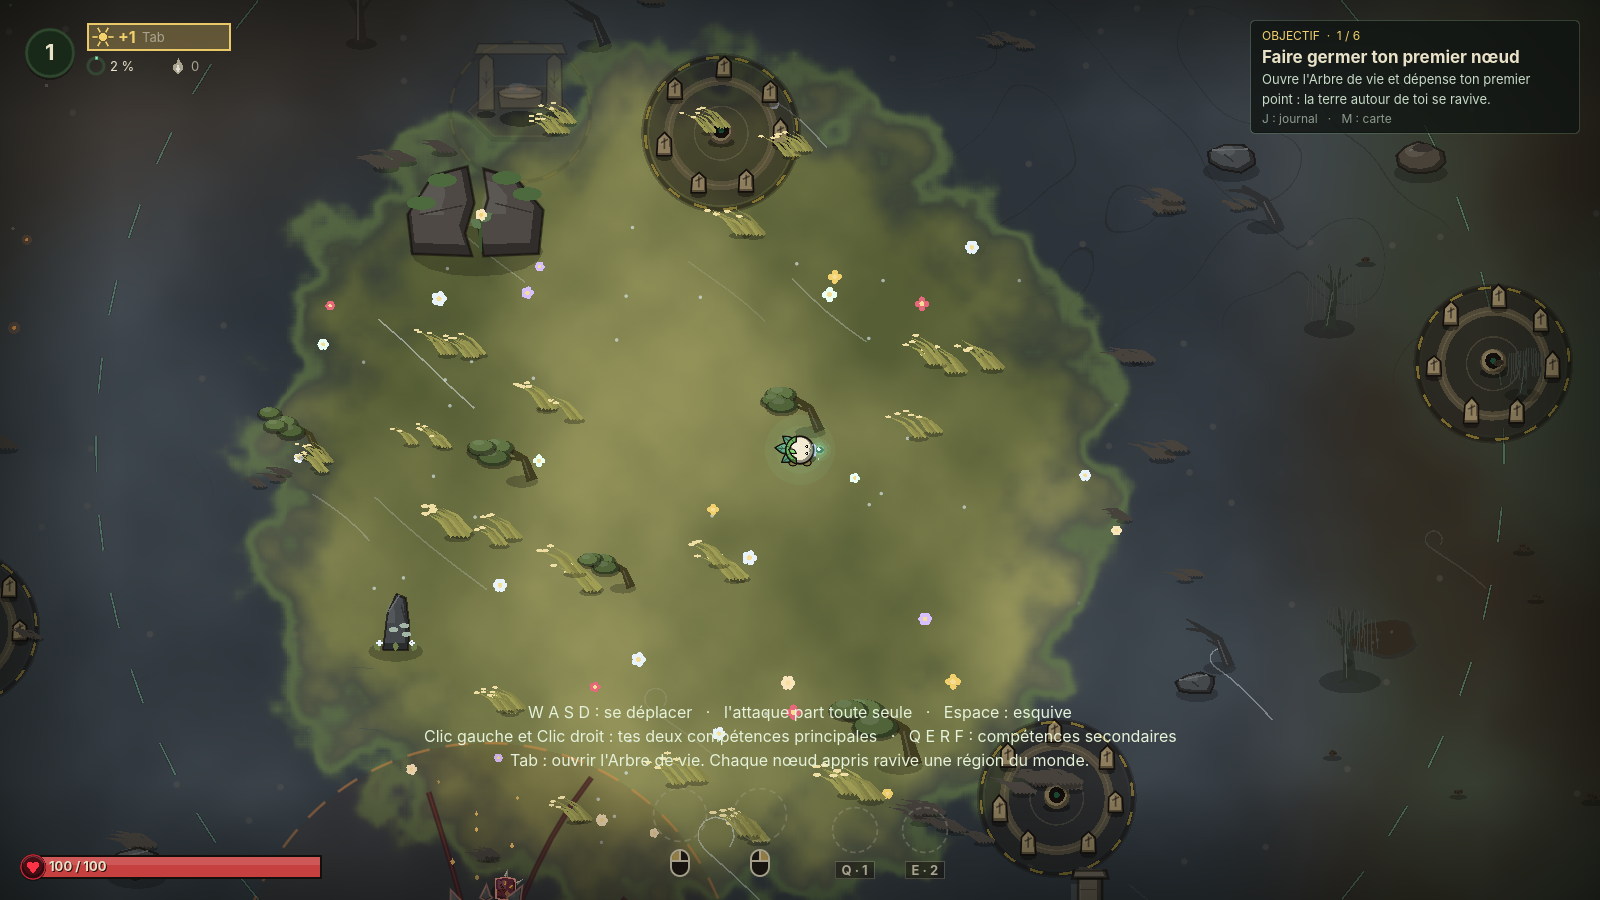 1
+1 Tab
2 %
0
OBJECTIF · 1 / 6
Faire germer ton premier nœud
Ouvre l'Arbre de vie et dépense ton premier
point : la terre autour de toi se ravive.
J : journal · M : carte
W A S D : se déplacer · l'attaque part toute seule · Espace : esquive
Clic gauche et Clic droit : tes deux compétences principales · Q E R F : compétences secondaires
Tab : ouvrir l'Arbre de vie. Chaque nœud appris ravive une région du monde.
100 / 100
Q · 1
E · 2